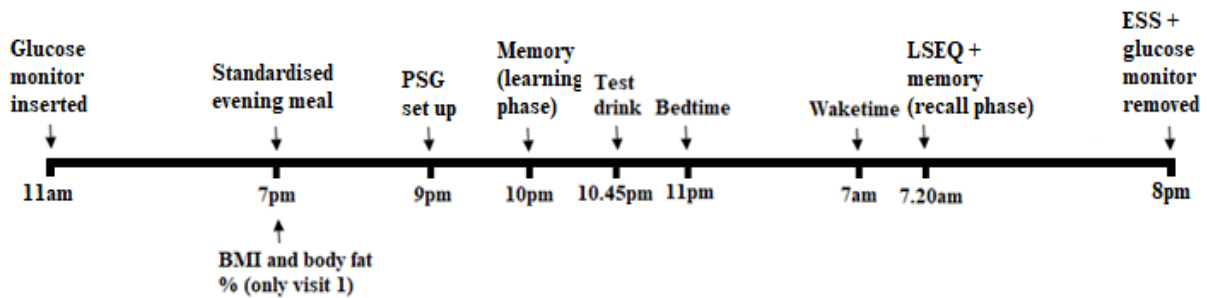 Glucose
monitor
inserted
Standardised
evening meal
PSG
set up
Memory
(learning
phase)
Test
drink
Bedtime
Waketime
LSEQ +
memory
(recall phase)
ESS +
glucose
monitor
removed
11am
7pm
9pm
10pm
10.45pm
11pm
7am
7.20am
8pm
BMI and body fat
% (only visit 1)